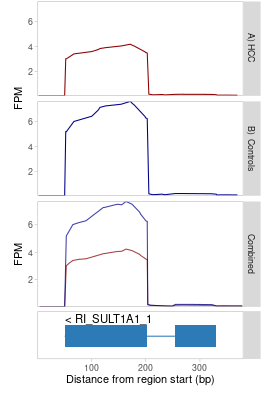 6
4
2
A) HCC
FPM
6
4
2
B) Controls
6
4
2
FPM
Combined
< RI_SULT1A1_1
100 200 300
Distance from region start (bp)